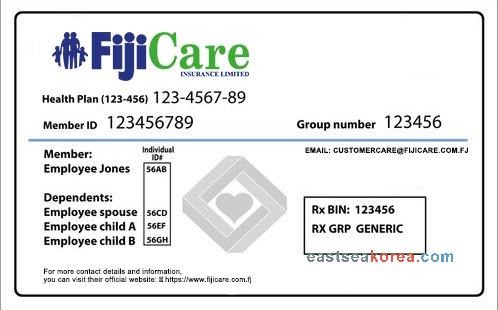 FijiCare
INSURANCE LIMITED
Health Plan (123-456) 123-4567-89
Member ID 123456789
Group number 123456
Individual
ID#
EMAIL: CUSTOMERCARE@FIJICARE.COM.FJ
Member:
Employee Jones 56AB
Dependents:
Employee spouse 56CD
Employee child A 56EF
Employee child B 56GH
Rx BIN: 123456
RX GRP GENERIC
eastseakorea.com
For more contact details and information,
you can visit their official website: https://www.fijicare.com.fj